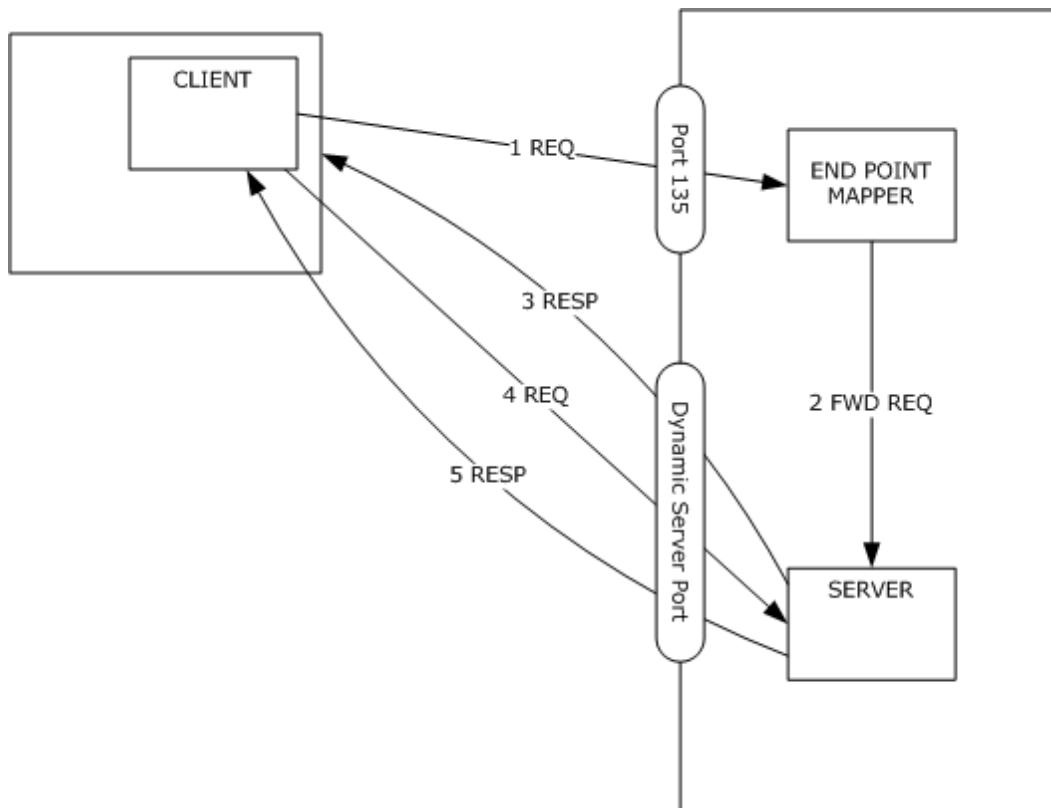 CLIENT
1 REQ
Port 135
END POINT
MAPPER
3 RESP
4 REQ
2 FWD REQ
5 RESP
Dynamic Server Port
SERVER